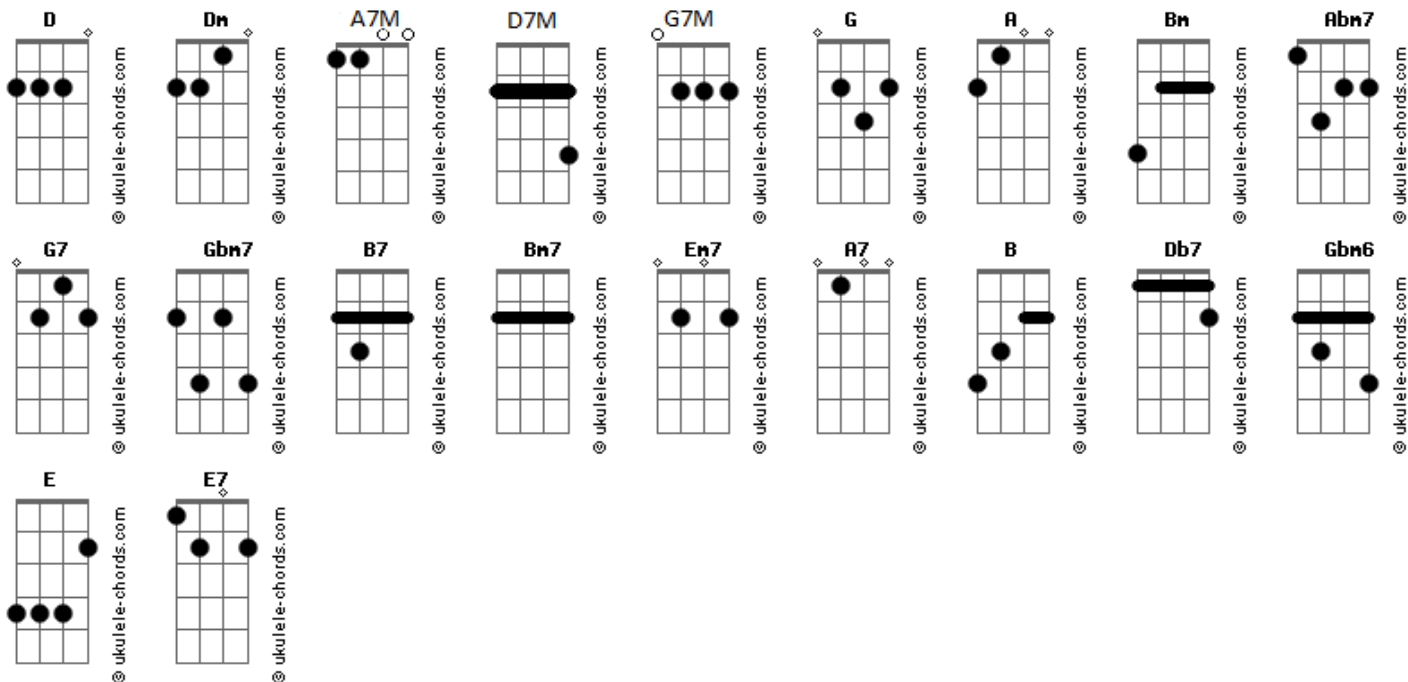 D Dm A7M D7M G7M G A Bm Abm7
© ukulele-chords.com © ukulele-chords.com © ukulele-chords.com © ukulele-chords.com © ukulele-chords.com © ukulele-chords.com © ukulele-chords.com © ukulele-chords.com © ukulele-chords.com
G7 Gbm7 B7 Bm7 Em7 A7 B Db7 Gbm6
© ukulele-chords.com © ukulele-chords.com © ukulele-chords.com © ukulele-chords.com © ukulele-chords.com © ukulele-chords.com © ukulele-chords.com © ukulele-chords.com © ukulele-chords.com
E E7
© ukulele-chords.com © ukulele-chords.com